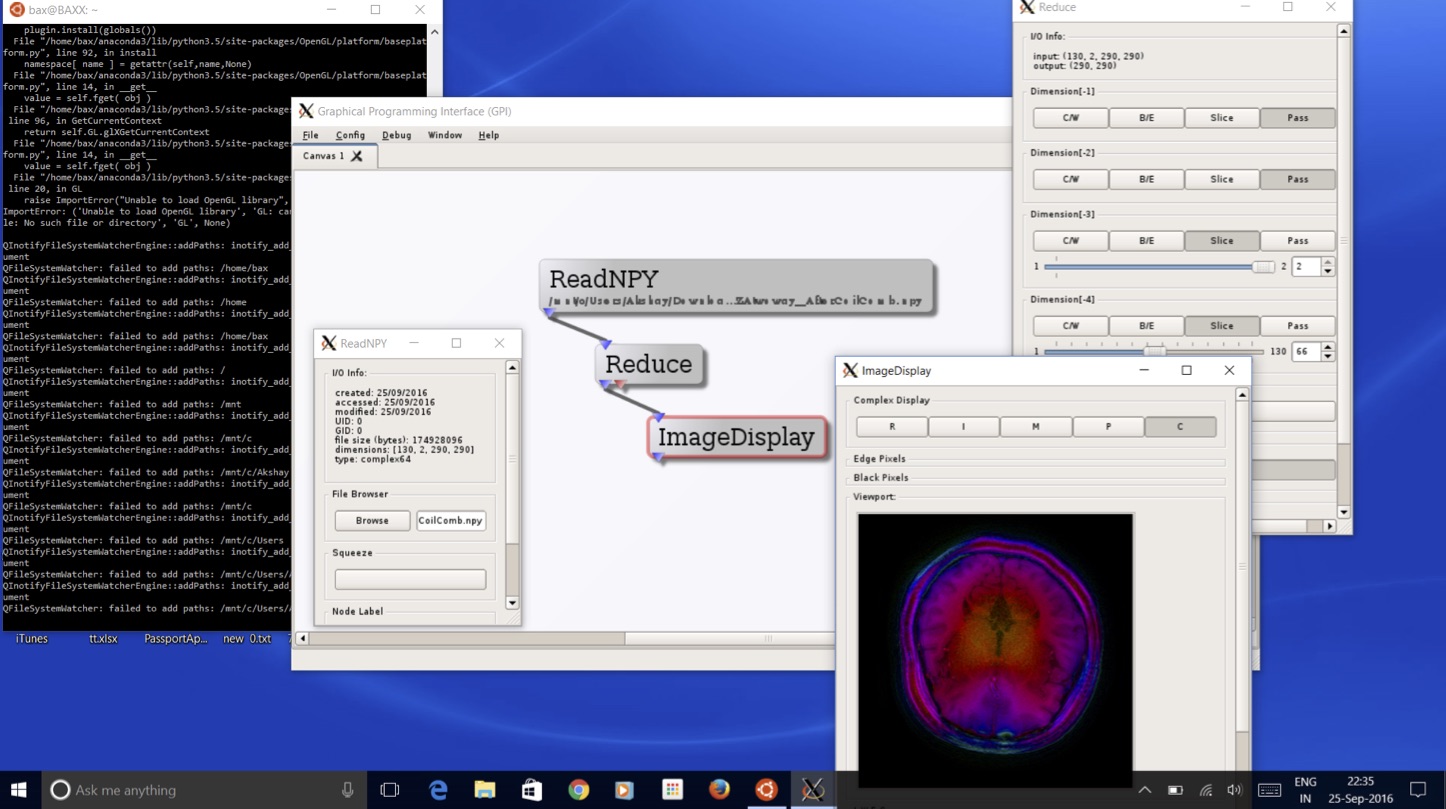 bax@BAXX: ~
plugin.install(globals())
File "/home/bax/anaconda3/lib/python3.5/site-packages/OpenGL/platform/baseplat
form.py", line 92, in install
namespace[ name ] = getattr(self,name,None)
File "/home/bax/anaconda3/lib/python3.5/site-packages/OpenGL/platform/baseplat
form.py", line 14, in __get__
value = self.fget( obj )
File "/home/bax/anaconda3/lib/python3.5/site-packages
line 96, in GetCurrentContext
return self.GL.glXGetCurrentContext
File "/home/bax/anaconda3/lib/python3.5/site-packages
form.py", line 14, in __get__
value = self.fget( obj )
File "/home/bax/anaconda3/lib/python3.5/site-packages
line 20, in GL
raise ImportError("Unable to load OpenGL library",
ImportError: ('Unable to load OpenGL library', 'GL: ca
le: No such file or directory', 'GL', None)
QInotifyFileSystemWatcherEngine::addPaths: inotify_add_
ument
QFileSystemWatcher: failed to add paths: /home/bax
QInotifyFileSystemWatcherEngine::addPaths: inotify_add_
ument
QFileSystemWatcher: failed to add paths: /home
QInotifyFileSystemWatcherEngine::addPaths: inotify_add_
ument
QFileSystemWatcher: failed to add paths: /home/bax
QInotifyFileSystemWatcherEngine::addPaths: inotify_add_
ument
QFileSystemWatcher: failed to add paths: /
QInotifyFileSystemWatcherEngine::addPaths: inotify_add_
ument
QFileSystemWatcher: failed to add paths: /mnt
QInotifyFileSystemWatcherEngine::addPaths: inotify_add_
ument
QFileSystemWatcher: failed to add paths: /mnt/c
QInotifyFileSystemWatcherEngine::addPaths: inotify_add_
ument
QFileSystemWatcher: failed to add paths: /mnt/c/Akshay
QInotifyFileSystemWatcherEngine::addPaths: inotify_add_
ument
QFileSystemWatcher: failed to add paths: /mnt/c
QInotifyFileSystemWatcherEngine::addPaths: inotify_add_
ument
QFileSystemWatcher: failed to add paths: /mnt/c/Users
QInotifyFileSystemWatcherEngine::addPaths: inotify_add_
ument
QFileSystemWatcher: failed to add paths: /mnt/c/Users/
QInotifyFileSystemWatcherEngine::addPaths: inotify_add_
ument
QFileSystemWatcher: failed to add paths: /mnt/c/Users/
iTunes tt.xlsx PassportAp... new 0.txt
Graphical Programming Interface (GPI)
File Config Debug Window Help
Canvas 1
ReadNPY
Reduce
ImageDisplay
ReadNPY
I/O Info:
created: 25/09/2016
accessed: 25/09/2016
modified: 25/09/2016
UID: 0
GID: 0
file size (bytes): 174928096
dimensions: [130, 2, 290, 290]
type: complex64
File Browser
Browse CoilComb.npy
Squeeze
Node Label
Reduce
I/O Info:
input: (130, 2, 290, 290)
output: (290, 290)
Dimension[-1]
C/W B/E Slice Pass
Dimension[-2]
C/W B/E Slice Pass
Dimension[-3]
C/W B/E Slice Pass
1 2 2
Dimension[-4]
C/W B/E Slice Pass
1 130 66
ImageDisplay
Complex Display
R I M P C
Edge Pixels
Black Pixels
Viewport:
Ask me anything
ENG
IN
22:35
25-Sep-2016